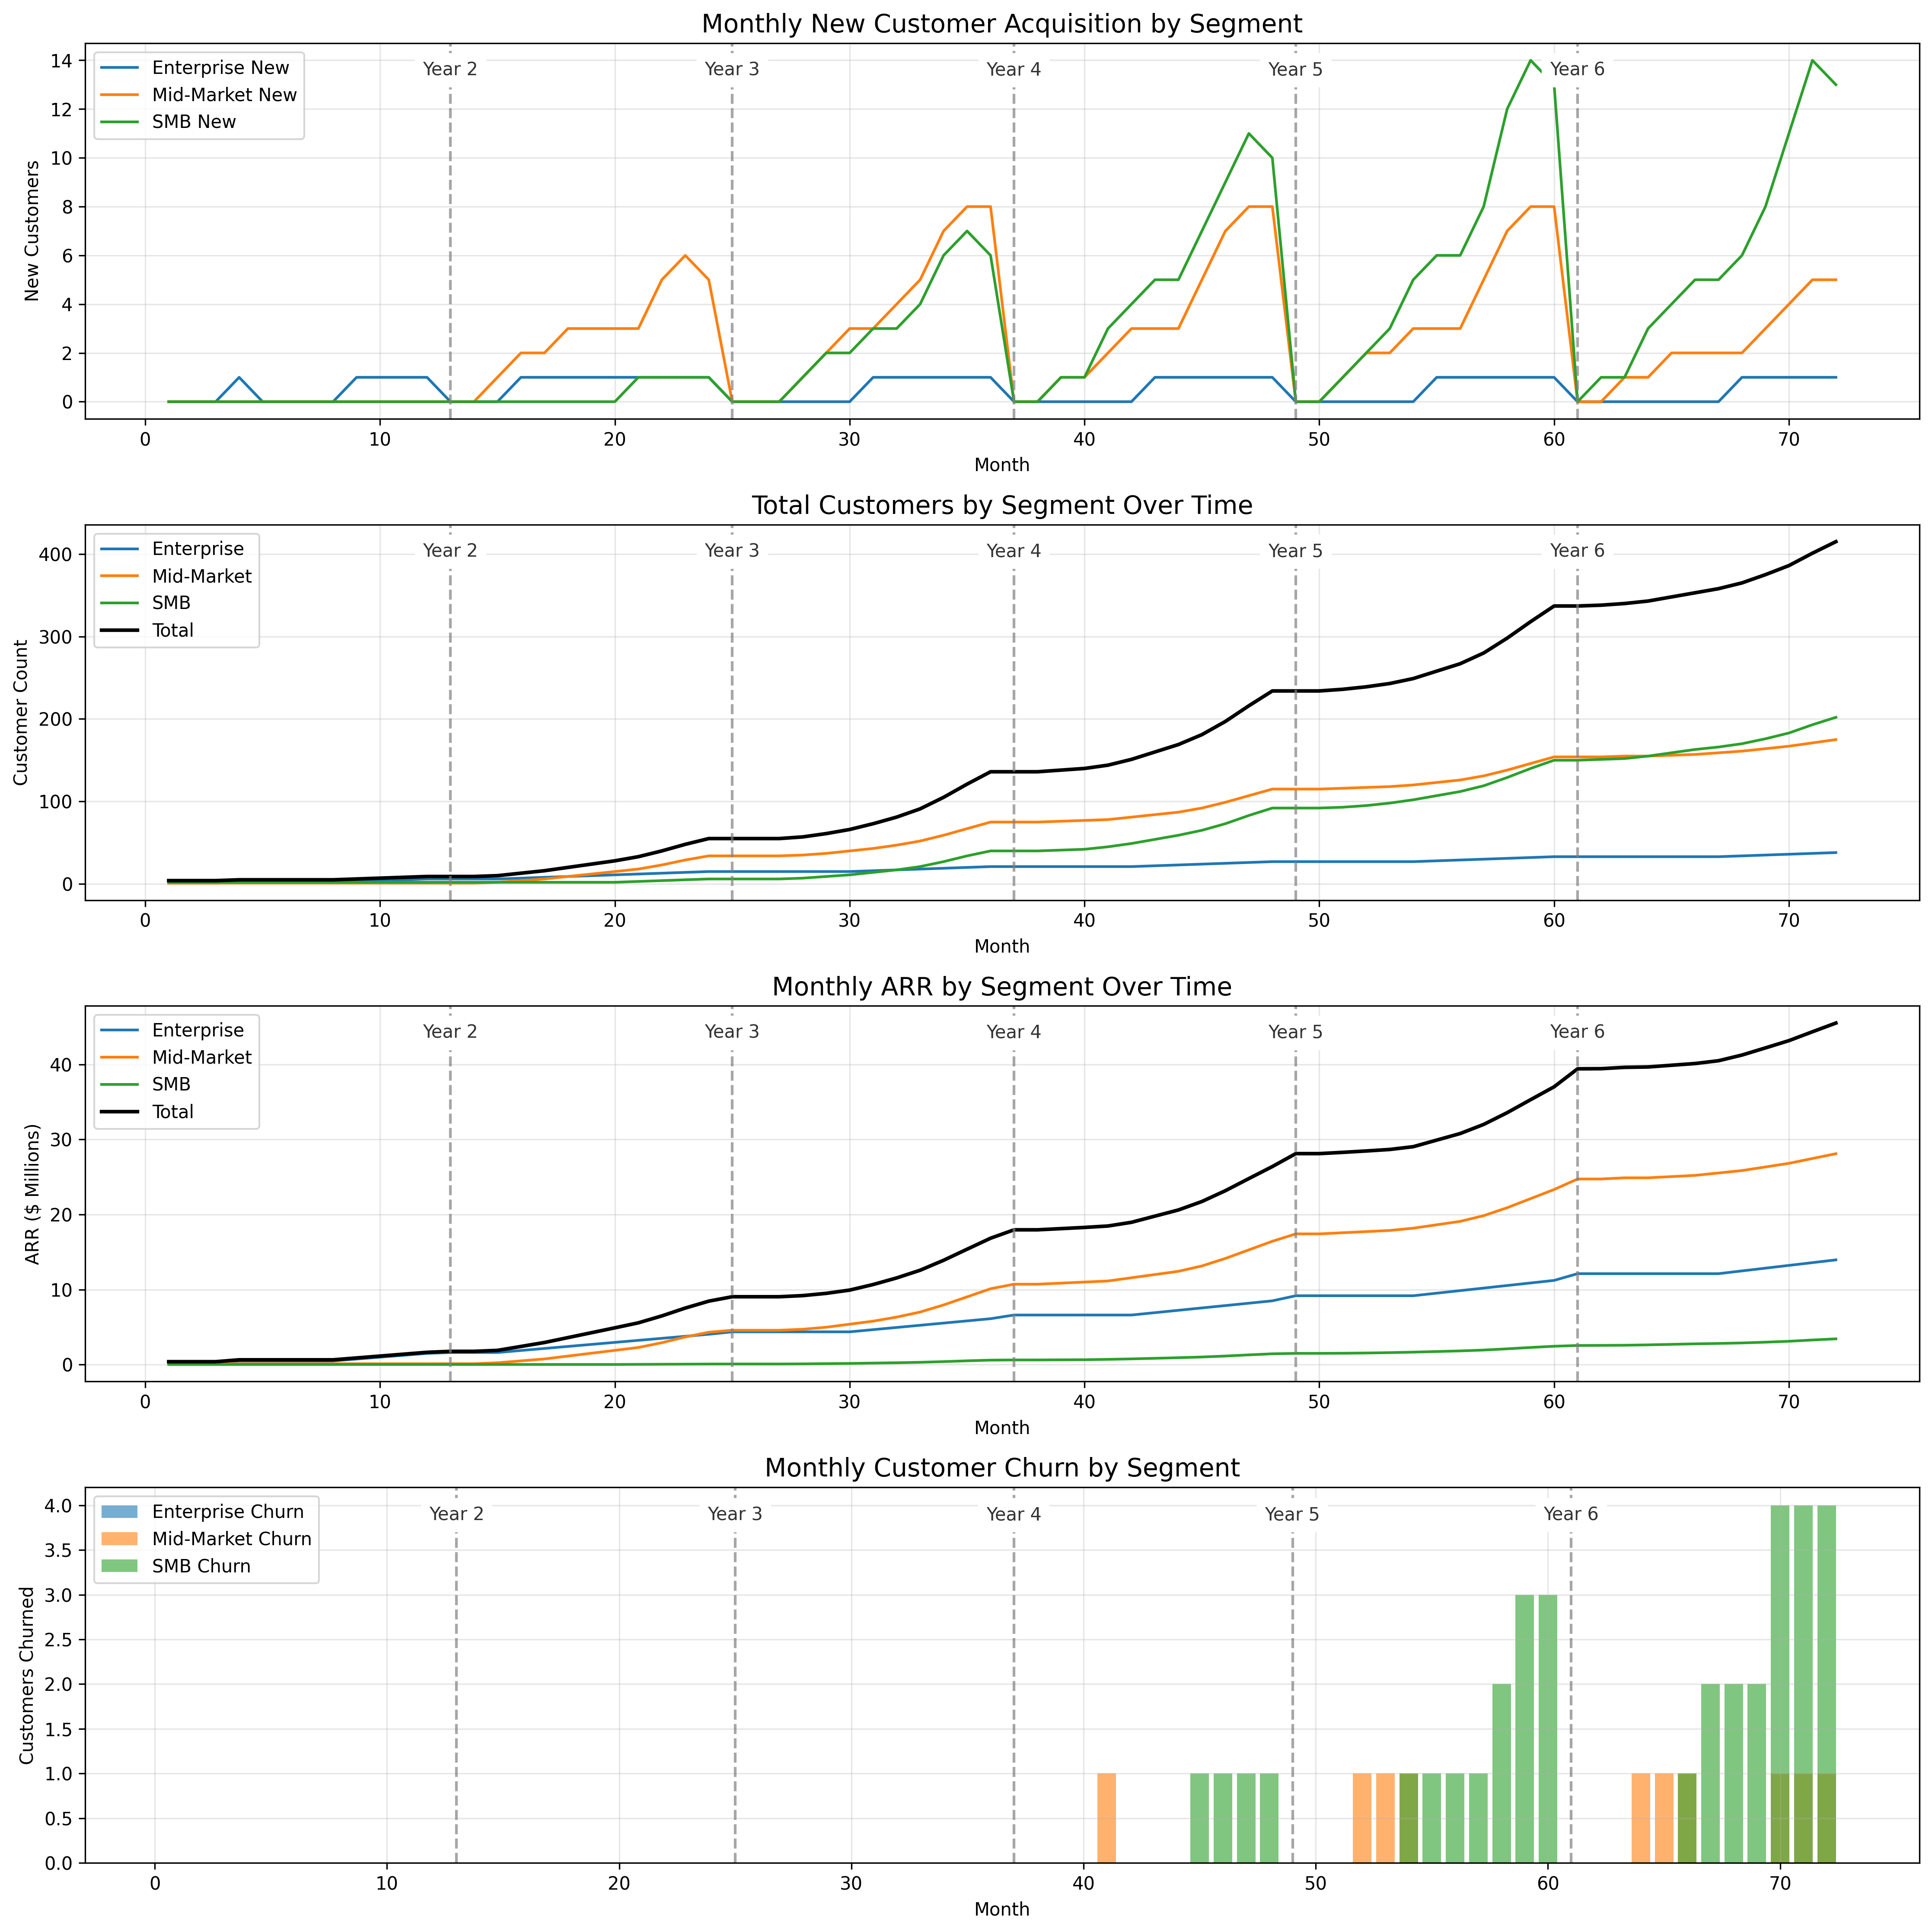 Monthly New Customer Acquisition by Segment
Enterprise New
Mid-Market New
SMB New
Year 2
Year 3
Year 4
Year 5
Year 6
New Customers
14
12
10
8
6
4
2
0
0 10 20 30 40 50 60 70
Month
Total Customers by Segment Over Time
Enterprise
Mid-Market
SMB
Total
Year 2
Year 3
Year 4
Year 5
Year 6
Customer Count
400
300
200
100
0
0 10 20 30 40 50 60 70
Month
Monthly ARR by Segment Over Time
Enterprise
Mid-Market
SMB
Total
Year 2
Year 3
Year 4
Year 5
Year 6
ARR ($ Millions)
40
30
20
10
0
0 10 20 30 40 50 60 70
Month
Monthly Customer Churn by Segment
Enterprise Churn
Mid-Market Churn
SMB Churn
Year 2
Year 3
Year 4
Year 5
Year 6
Customers Churned
4.0
3.5
3.0
2.5
2.0
1.5
1.0
0.5
0.0
0 10 20 30 40 50 60 70
Month